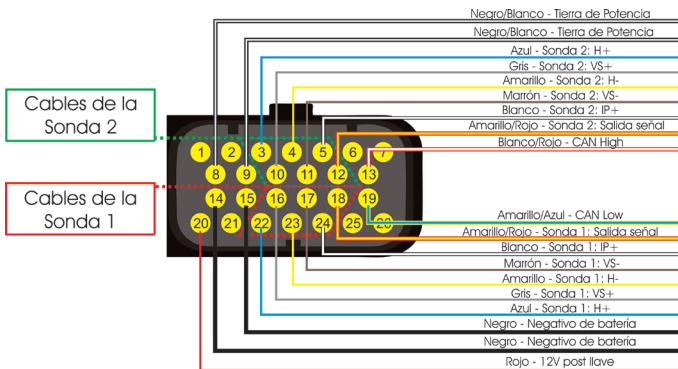 Negro/Blanco - Tierra de Potencia
Negro/Blanco - Tierra de Potencia
Azul - Sonda 2: H+
Gris - Sonda 2: VS+
Amarillo - Sonda 2: H-
Marrón - Sonda 2: VS-
Blanco - Sonda 2: IP+
Amarillo/Rojo - Sonda 2: Salida señal
Blanco/Rojo - CAN High
Cables de la
Sonda 2
Cables de la
Sonda 1
1 2 3 4 5 6 7
8 9 10 11 12 13
14 15 16 17 18 19
20 21 22 23 24 25 26
Amarillo/Azul - CAN Low
Amarillo/Rojo - Sonda 1: Salida señal
Blanco - Sonda 1: IP+
Marrón - Sonda 1: VS-
Amarillo - Sonda 1: H-
Gris - Sonda 1: VS+
Azul - Sonda 1: H+
Negro - Negativo de batería
Negro - Negativo de batería
Rojo - 12V post llave